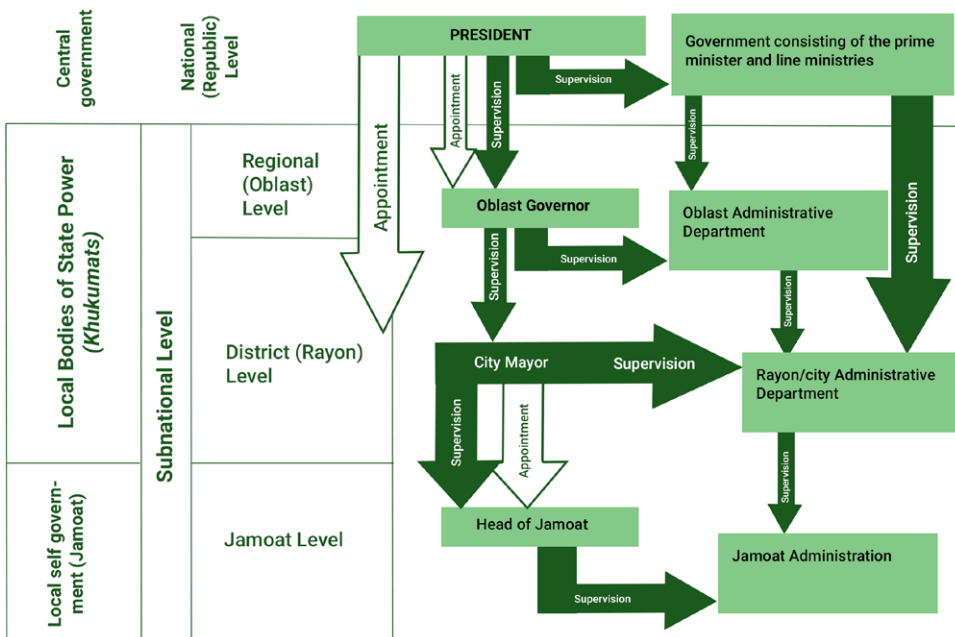 Central
government
National
(Republic)
Level
PRESIDENT
Government consisting of the prime
minister and line ministries
Supervision
Appointment
Appointment
Supervision
Supervision
Supervision
Local Bodies of State Power
(Khukumats)
Subnational Level
Regional
(Oblast)
Level
Oblast Governor
Oblast Administrative
Department
Supervision
Supervision
Supervision
District (Rayon)
Level
City Mayor
Supervision
Rayon/city Administrative
Department
Supervision
Appointment
Supervision
Local self govern-
ment (Jamoat)
Jamoat Level
Head of Jamoat
Jamoat Administration
Supervision